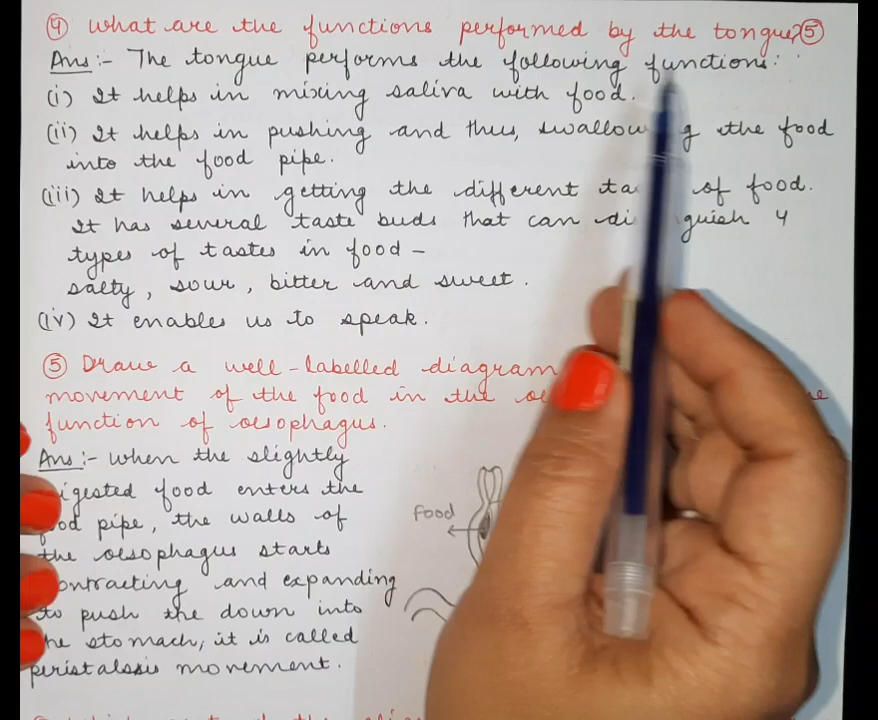 ④ What are the functions performed by the tongue? ⑤
Ans:- The tongue performs the following functions:
(i) It helps in mixing saliva with food.
(ii) It helps in pushing and thus, swallow g the food
into the food pipe.
(iii) It helps in getting the different ta of food.
It has several taste buds that can di guish 4
types of tastes in food -
salty, sour, bitter and sweet.
(iv) It enables us to speak.
⑤ Draw a well-labelled diagram
movement of the food in the oe
function of oesophagus.
Ans:- When the slightly
igested food enters the
od pipe, the walls of
the oesophagus starts
ontracting and expanding
to push the down into
he stomach, it is called
peristalsis movement.
Food